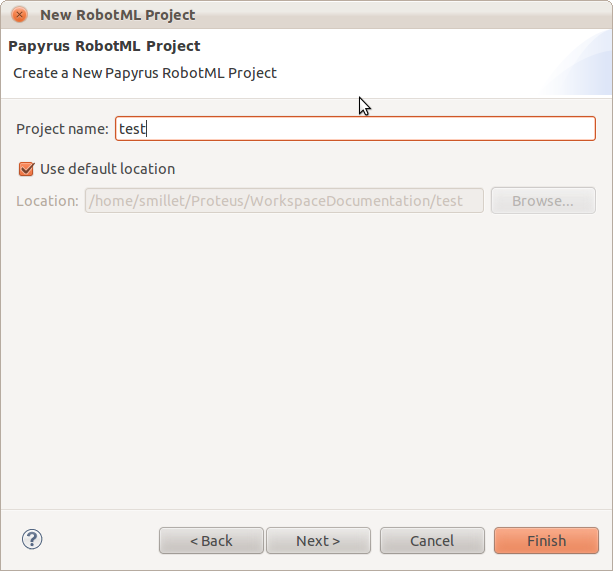 New RobotML Project
Papyrus RobotML Project
Create a New Papyrus RobotML Project
Project name: test
Use default location
Location: /home/smillet/Proteus/WorkspaceDocumentation/test Browse...
? < Back Next > Cancel Finish